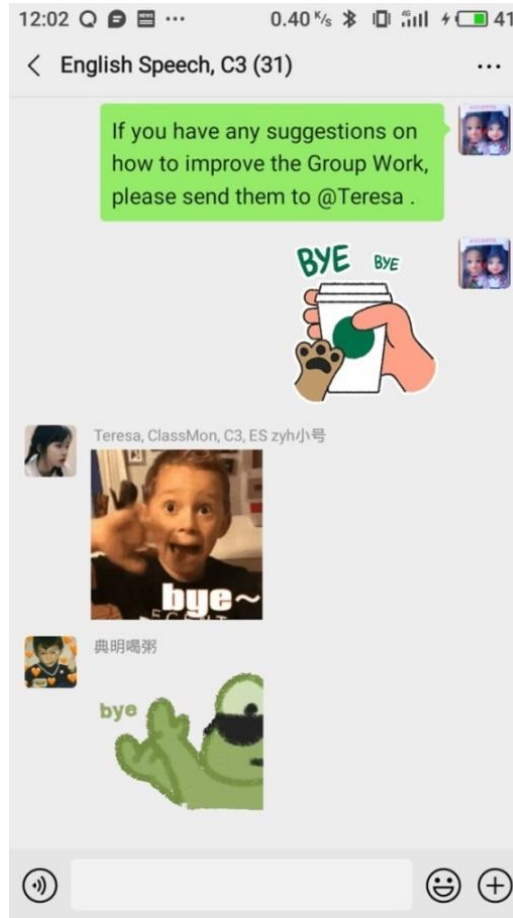 12:02
0.40 K/s
41
English Speech, C3 (31)
If you have any suggestions on
how to improve the Group Work,
please send them to @Teresa .
BYE BYE
Teresa, ClassMon, C3, ES zyh小号
bye~
典明喝粥
bye